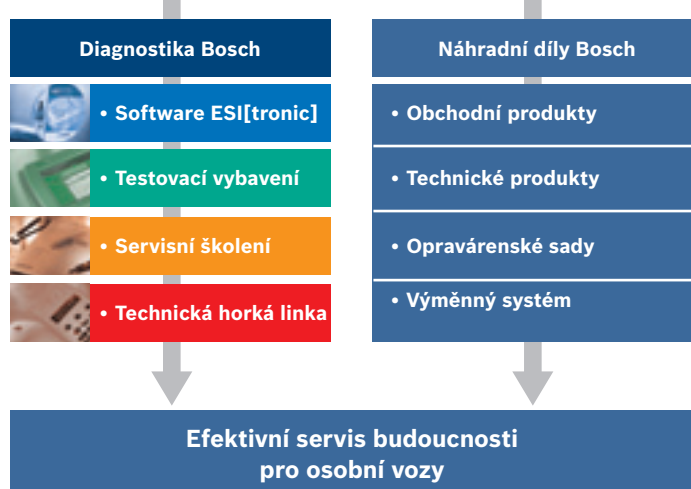 Diagnostika Bosch
• Software ESI[tronic]
• Testovací vybavení
• Servisní školení
• Technická horká linka
Náhradní díly Bosch
• Obchodní produkty
• Technické produkty
• Opravárenské sady
• Výměnný systém
Efektivní servis budoucnosti
pro osobní vozy